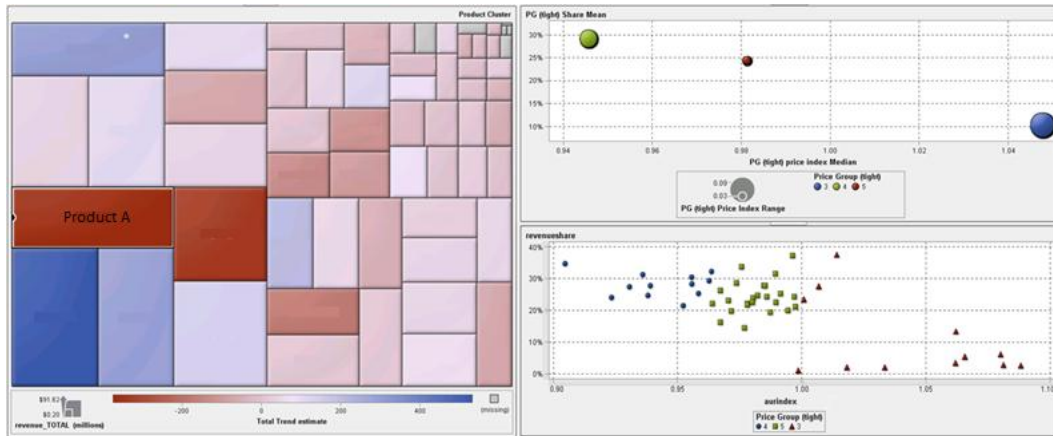 Product Cluster
Product A
$91.62
$0.20
revenue_TOTAL (millions)
-200
0
200
400
Total Trend estimate
(missing)
PG (tight) Share Mean
30%
25%
20%
15%
10%
0.94
0.96
0.98
1.00
1.02
1.04
PG (tight) price index Median
0.09
0.03
PG (tight) Price Index Range
Price Group (tight)
3 4 5
revenueshare
40%
30%
20%
10%
0%
0.90
0.95
1.00
1.05
1.10
aurindex
Price Group (tight)
4 5 3